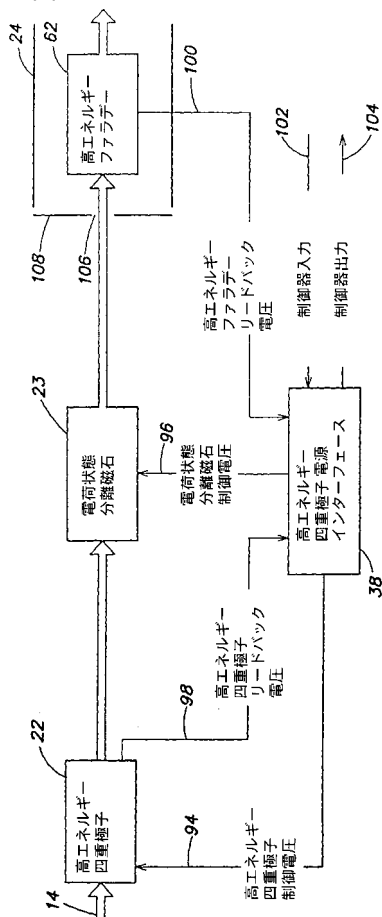 14
22
高エネルギー
四重極子
94
高エネルギー
四重極子
制御電圧
98
高エネルギー
四重極子
リードバック
電圧
23
電荷状態
分離磁石
96
電荷状態
分離磁石
制御電圧
高エネルギー
四重極子電源
インターフェース
38
108
106
24
62
高エネルギー
ファラデー
100
高エネルギー
ファラデー
リードバック
電圧
制御器入力
102
制御器出力
104